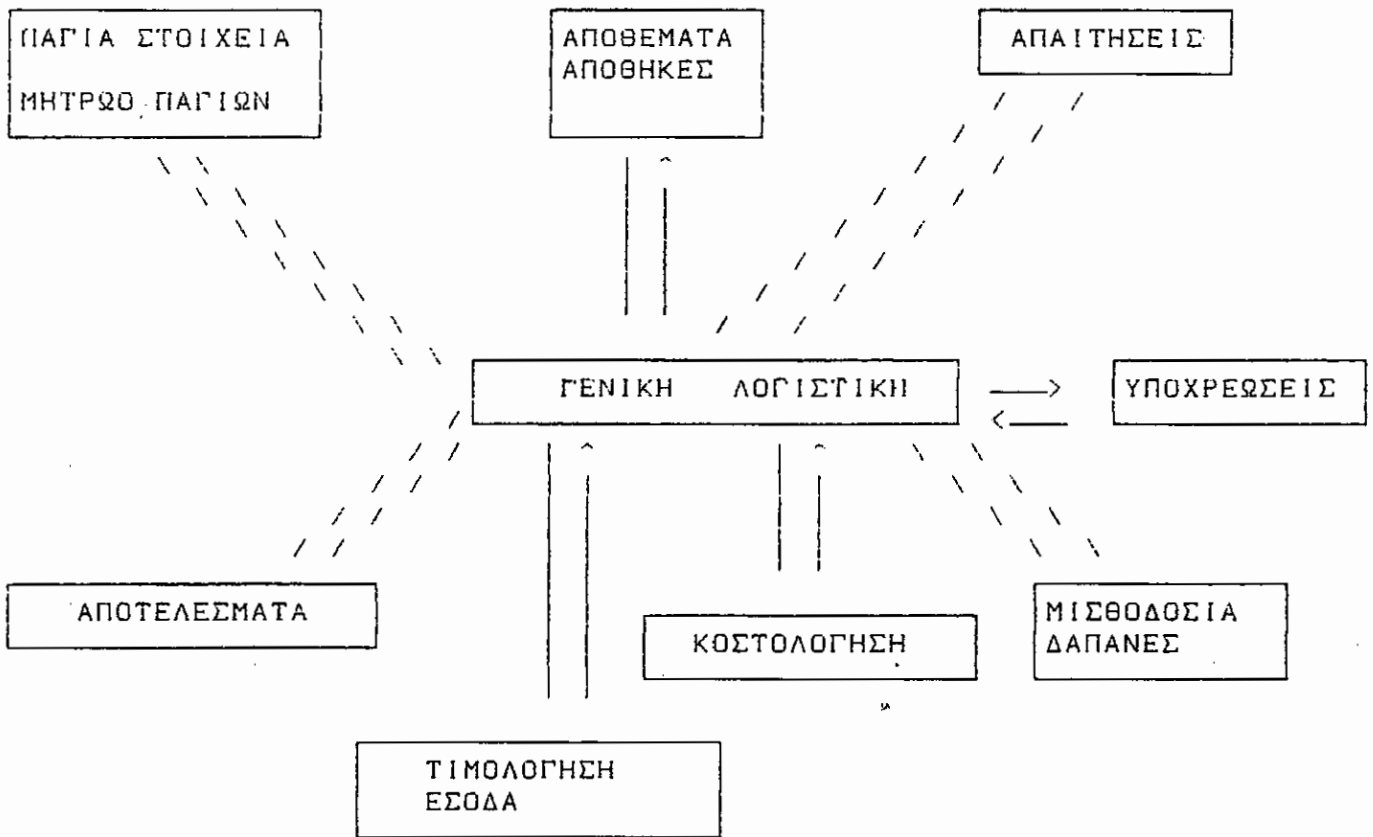 ΠΑΓΙΑ ΣΤΟΙΧΕΙΑ
ΜΗΤΡΩΟ ΠΑΓΙΩΝ
ΑΠΟΘΕΜΑΤΑ
ΑΠΟΘΗΚΕΣ
ΑΠΑΙΤΗΣΕΙΣ
ΓΕΝΙΚΗ ΛΟΓΙΣΤΙΚΗ
ΥΠΟΧΡΕΩΣΕΙΣ
ΑΠΟΤΕΛΕΣΜΑΤΑ
ΚΟΣΤΟΛΟΓΗΣΗ
ΜΙΣΘΟΔΟΣΙΑ
ΔΑΠΑΝΕΣ
ΤΙΜΟΛΟΓΗΣΗ
ΕΣΟΔΑ